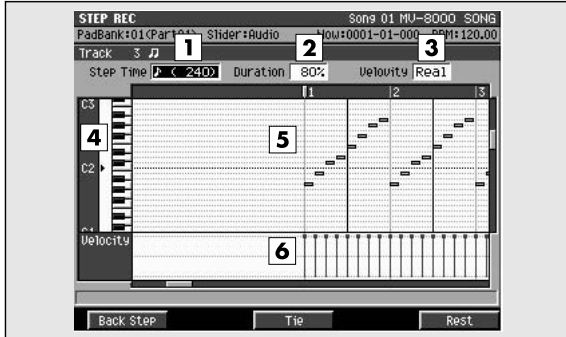 STEP REC Song 01 MV-8000 SONG
PadBank:01(Part01) Slider:Audio Now:0001-01-000 BPM:120.00
Track 3
1 2 3
Step Time ( 240) Duration 80% Velovity Real
1 2 3
C3
4 5
C2
C1
Velocity 6
Back Step Tie Rest